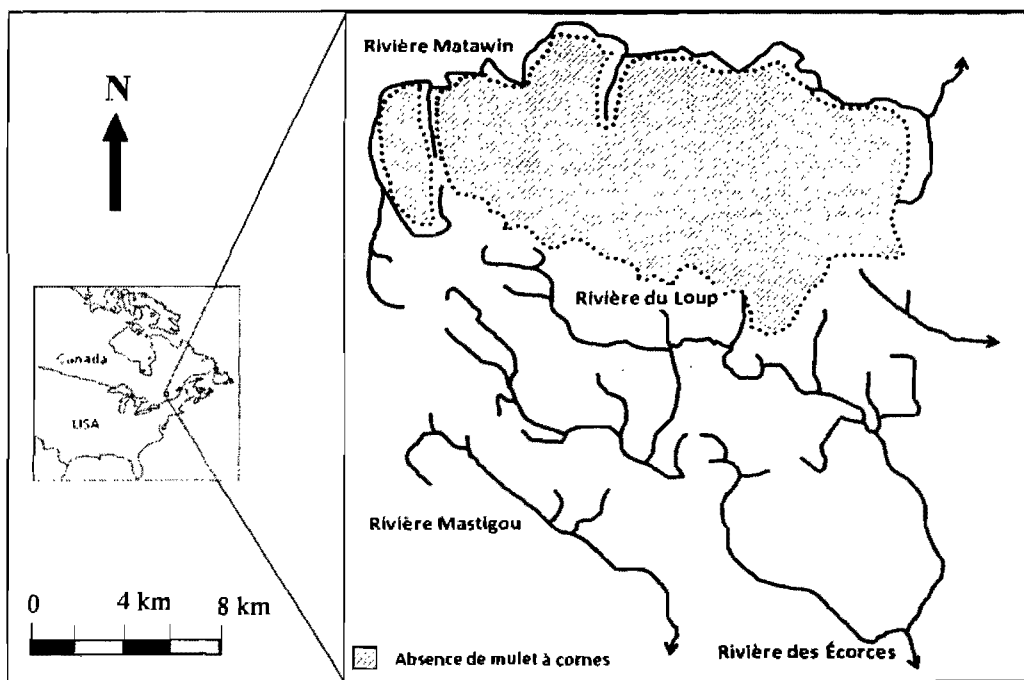 Rivière Matawin
N
Rivière du Loup
Canada
USA
Rivière Mastigou
0 4 km 8 km
Absence de mulet à cornes
Rivière des Écorces